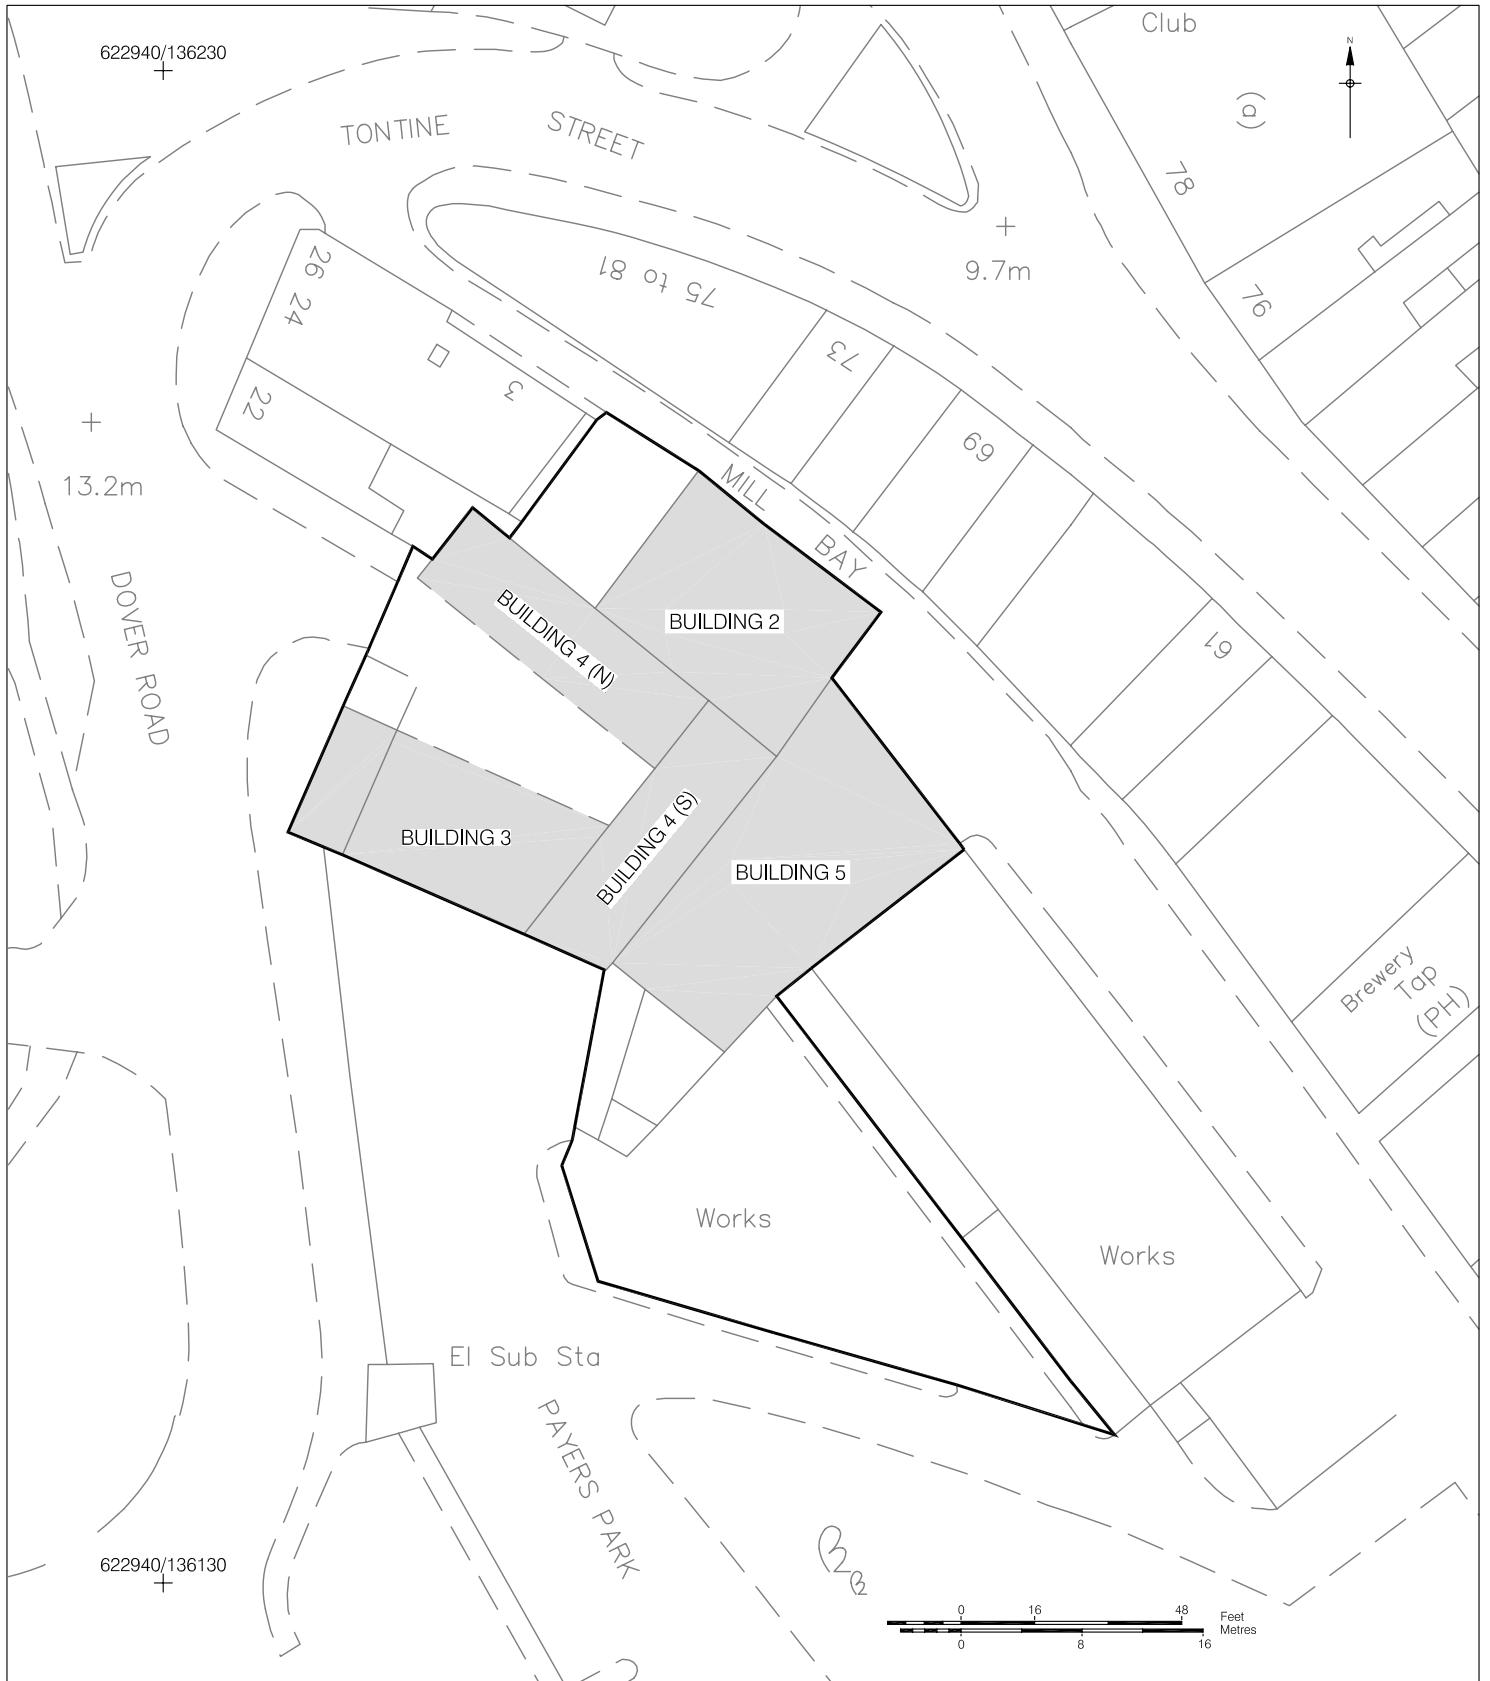 Club
N
622940/136230
(a)
TONTINE STREET
78
9.7m
26
24
75 to 81
76
73
3
22
69
13.2m
MILL BAY
DOVER ROAD
BUILDING 4 (N)
BUILDING 2
61
BUILDING 3
BUILDING 4 (S)
BUILDING 5
Brewery
Tap
(PH)
Works
Works
El Sub Sta
PAYERS PARK
622940/136130
0 16 48 Feet
Metres
0 8 16